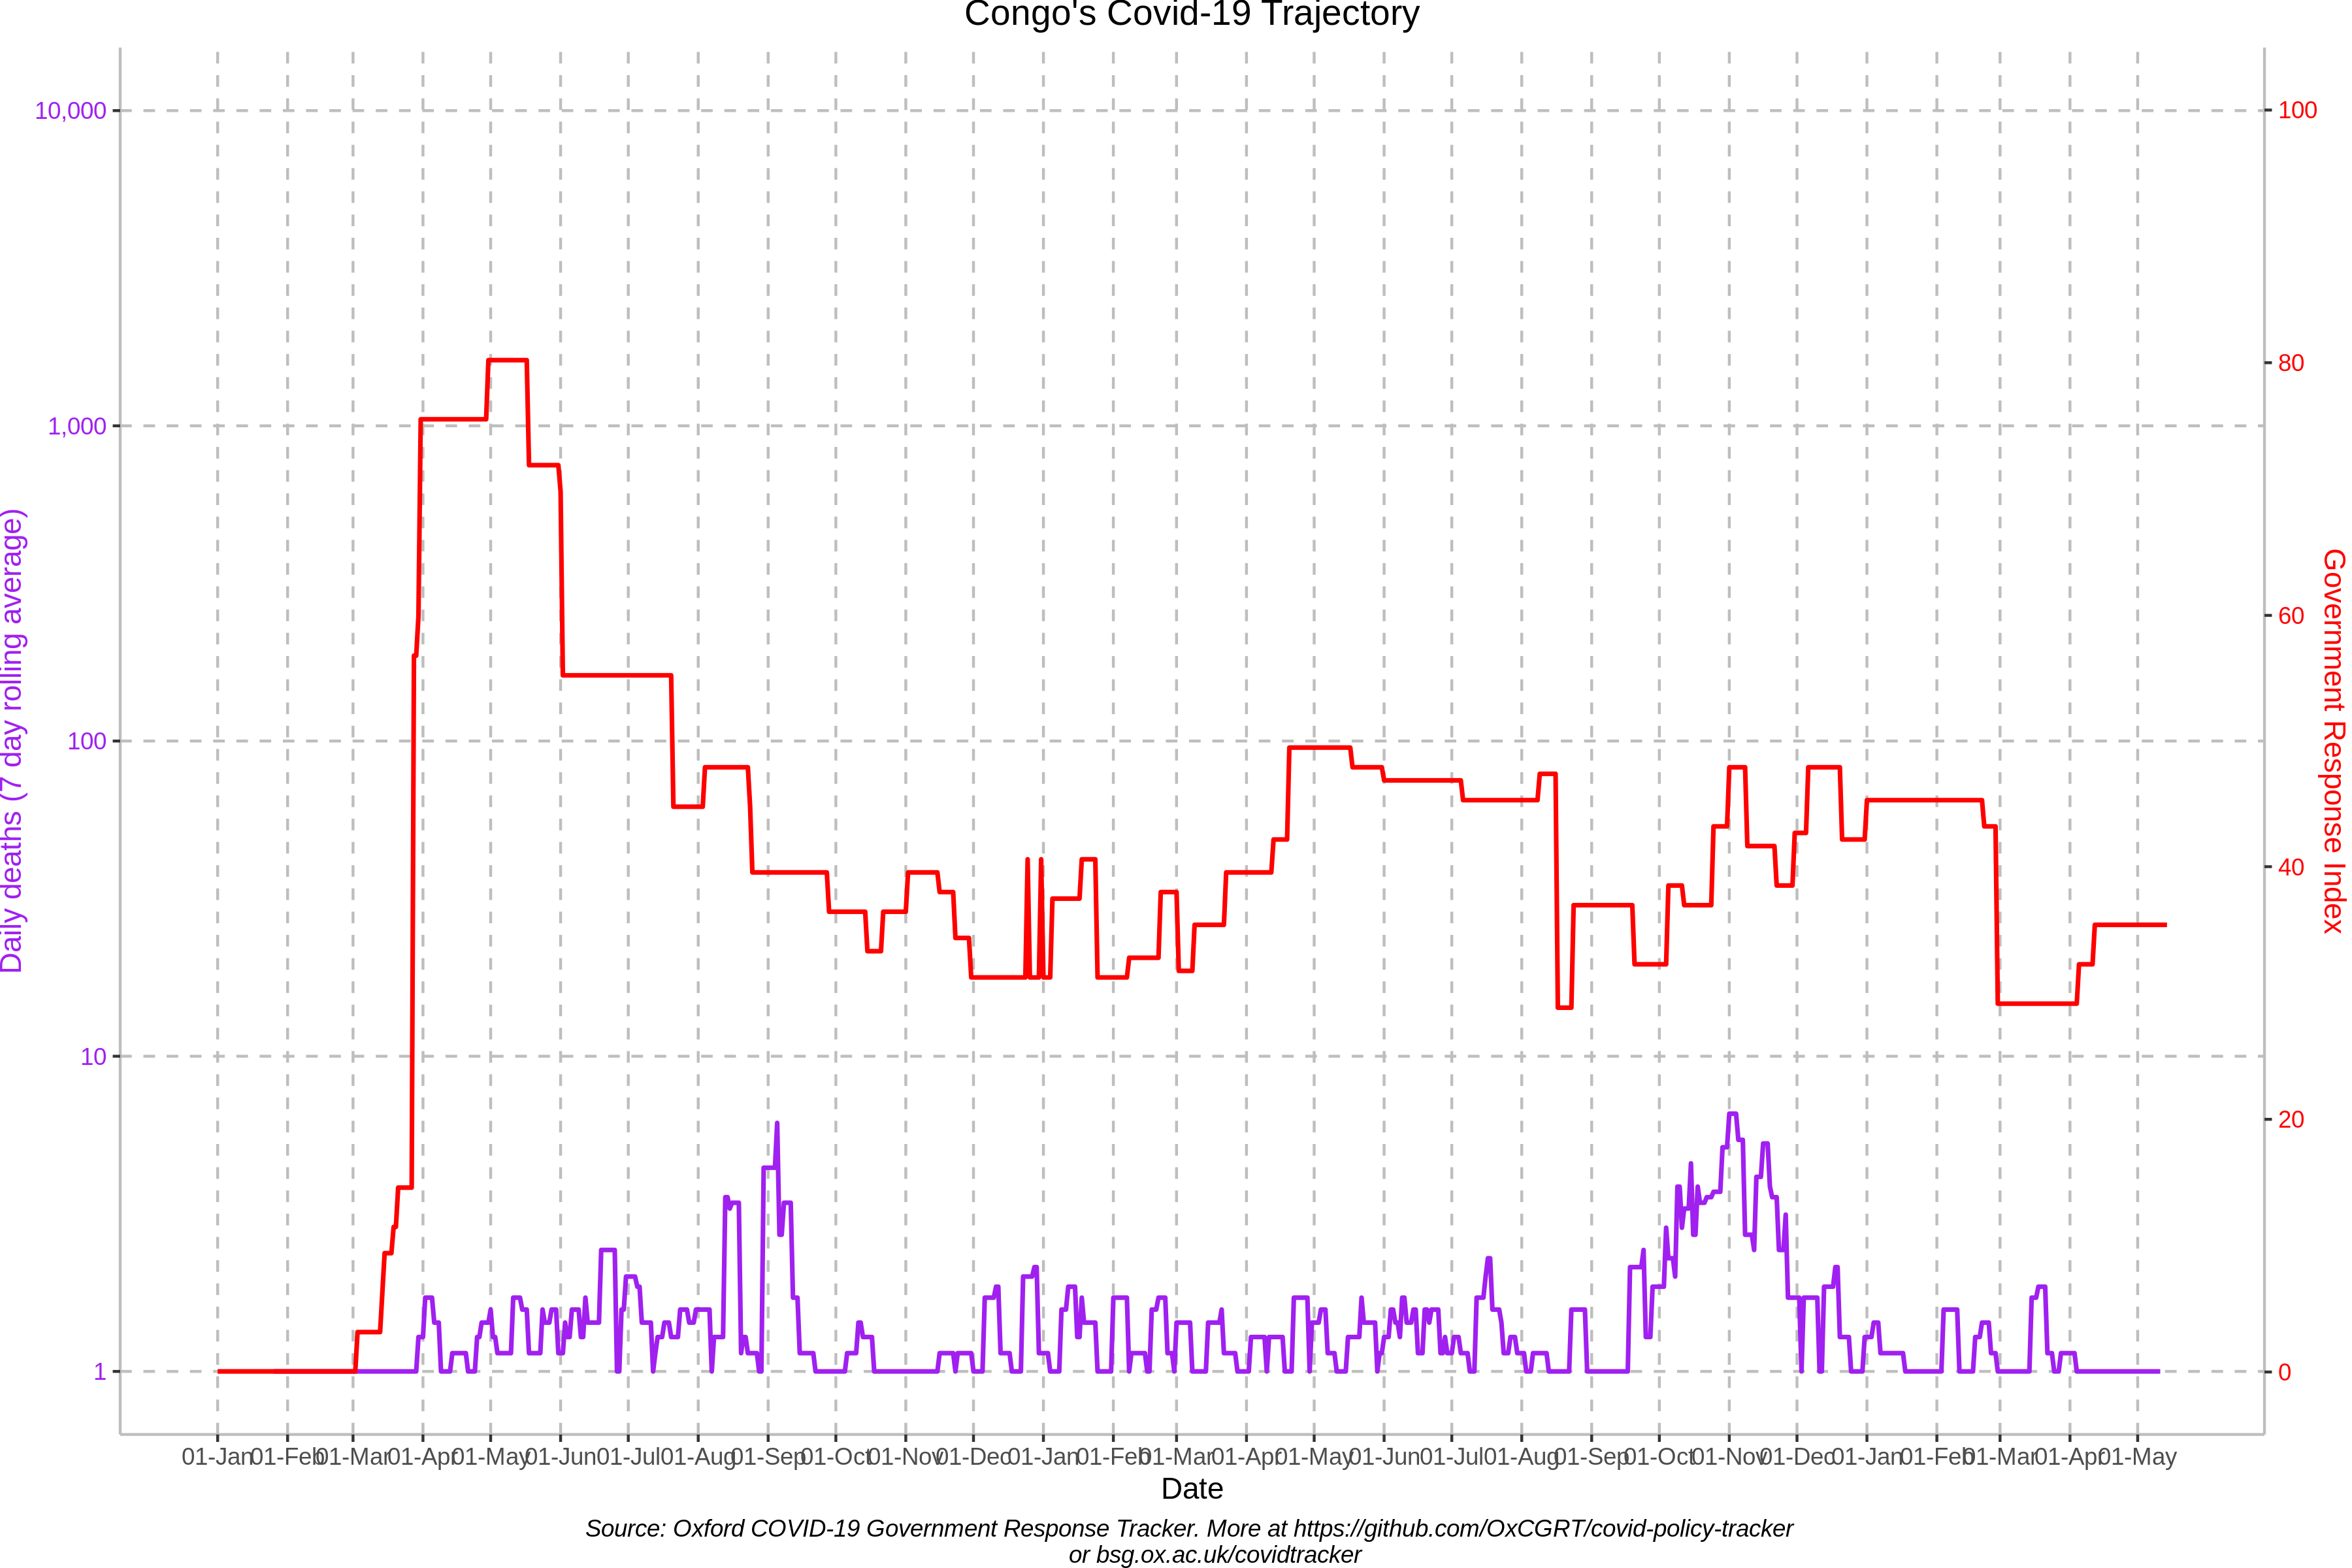 Congo's Covid-19 Trajectory
Daily deaths (7 day rolling average)
10,000
1,000
100
10
1
100
80
60
40
20
0
Government Response Index
01-Jan 01-Feb 01-Mar 01-Apr 01-May 01-Jun 01-Jul 01-Aug 01-Sep 01-Oct 01-Nov 01-Dec 01-Jan 01-Feb 01-Mar 01-Apr 01-May 01-Jun 01-Jul 01-Aug 01-Sep 01-Oct 01-Nov 01-Dec 01-Jan 01-Feb 01-Mar 01-Apr 01-May
Date
Source: Oxford COVID-19 Government Response Tracker. More at https://github.com/OxCGRT/covid-policy-tracker
or bsg.ox.ac.uk/covidtracker